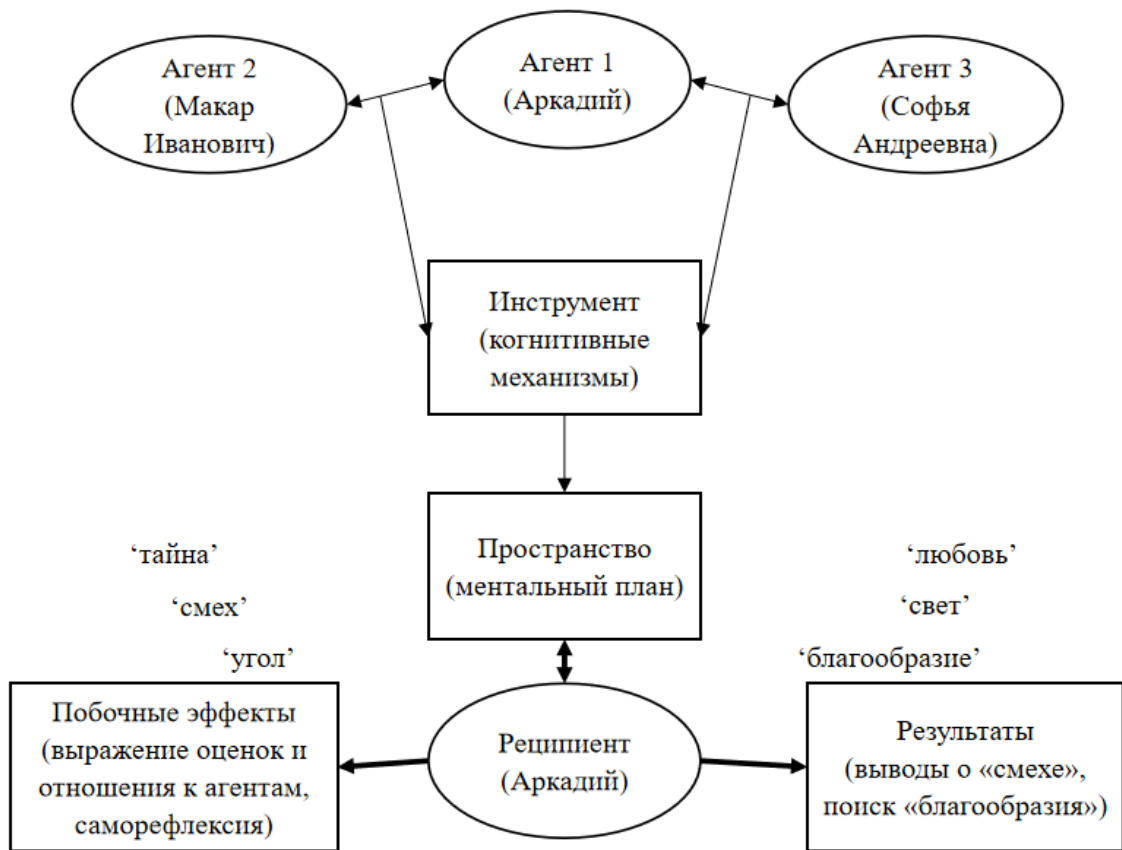 Агент 2
(Макар
Иванович)
Агент 1
(Аркадий)
Агент 3
(Софья
Андреевна)
Инструмент
(когнитивные
механизмы)
Пространство
(ментальный план)
‘тайна’
‘смех’
‘угол’
‘любовь’
‘свет’
‘благообразие’
Побочные эффекты
(выражение оценок и
отношения к агентам,
саморефлексия)
Реципиент
(Аркадий)
Результаты
(выводы о «смехе»,
поиск «благообразия»)